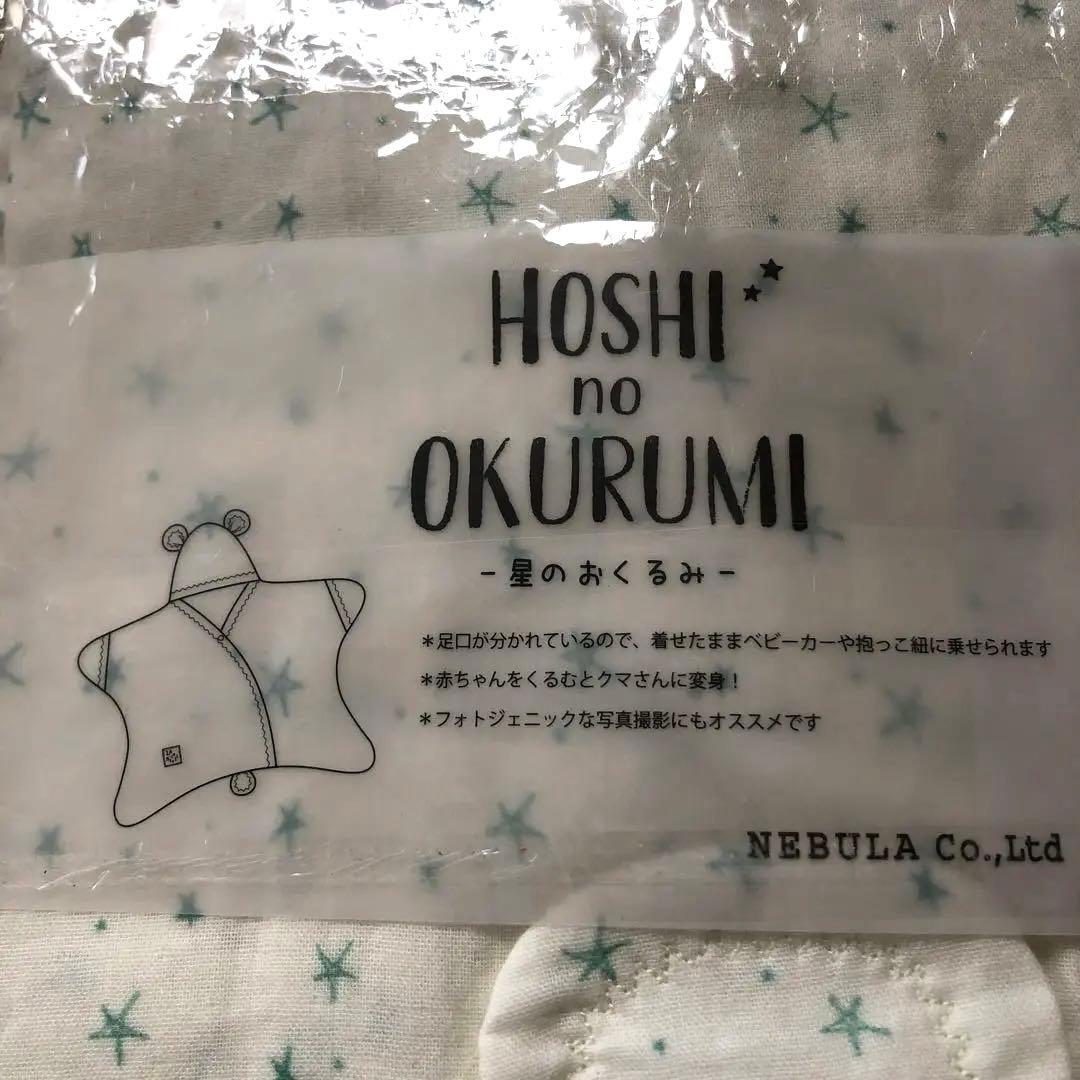 HOSHI
no
OKURUMI
-星のおくるみ-
＊足口が分かれているので、着せたままベビーカーや抱っこ紐に乗せられます
＊赤ちゃんをくるむとクマさんに変身！
＊フォトジェニックな写真撮影にもオススメです
NEBULA Co.,Ltd